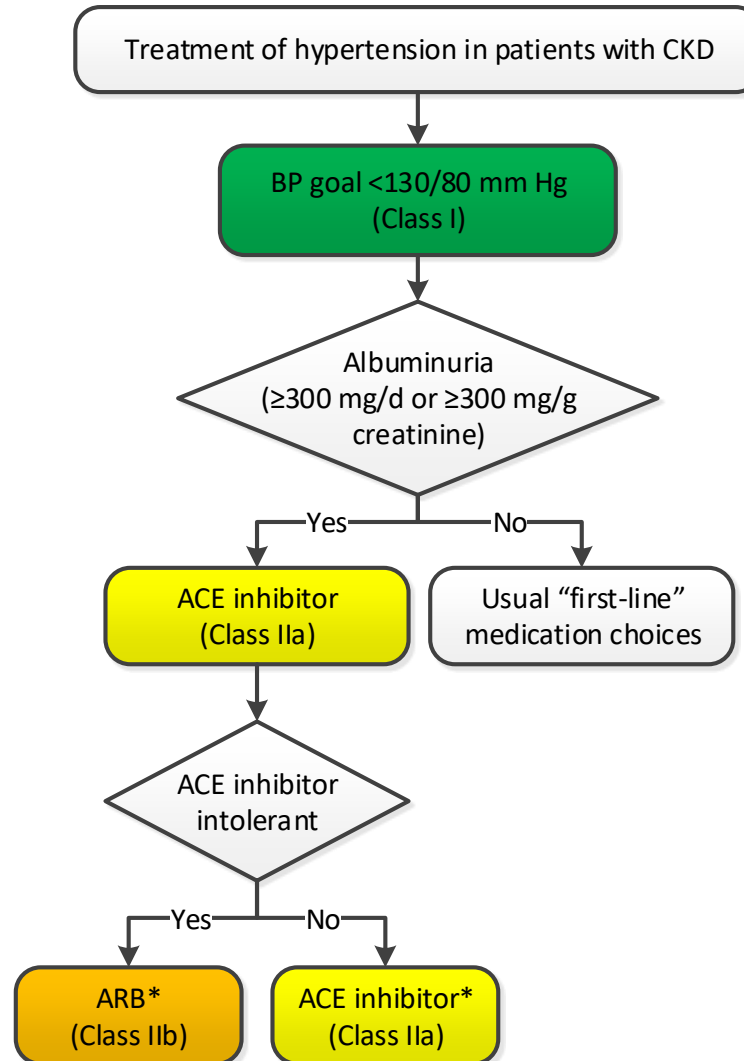 Treatment of hypertension in patients with CKD
BP goal <130/80 mm Hg
(Class I)
Albuminuria
(≥300 mg/d or ≥300 mg/g
creatinine)
Yes
No
ACE inhibitor
(Class IIa)
Usual “first-line”
medication choices
ACE inhibitor
intolerant
Yes
No
ARB*
(Class IIb)
ACE inhibitor*
(Class IIa)